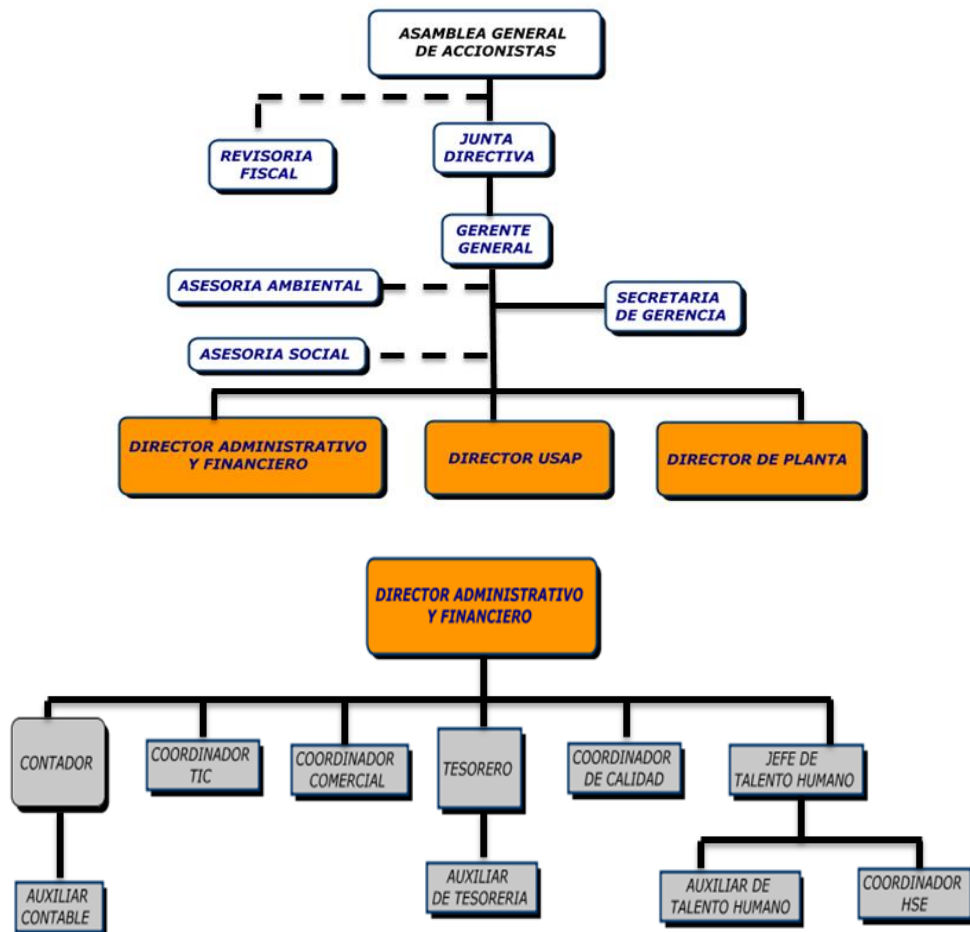 ASAMBLEA GENERAL
DE ACCIONISTAS
REVISORIA
FISCAL
JUNTA
DIRECTIVA
GERENTE
GENERAL
ASESORIA AMBIENTAL
SECRETARIA
DE GERENCIA
ASESORIA SOCIAL
DIRECTOR ADMINISTRATIVO
Y FINANCIERO
DIRECTOR USAP
DIRECTOR DE PLANTA
DIRECTOR ADMINISTRATIVO
Y FINANCIERO
CONTADOR
COORDINADOR
TIC
COORDINADOR
COMERCIAL
TESORERO
COORDINADOR
DE CALIDAD
JEFE DE
TALENTO HUMANO
AUXILIAR
CONTABLE
AUXILIAR
DE TESORERIA
AUXILIAR DE
TALENTO HUMANO
COORDINADOR
HSE